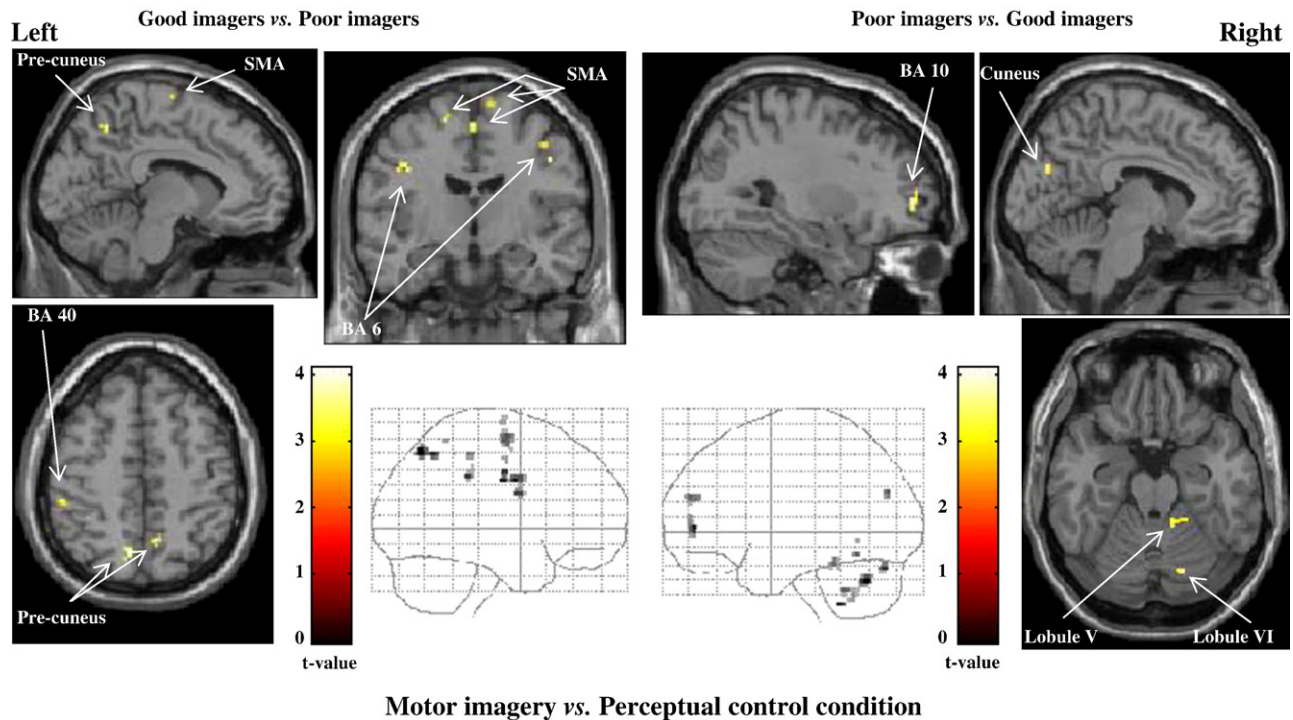 Good imagers vs. Poor imagers
Poor imagers vs. Good imagers
Left
Right
Pre-cuneus
SMA
SMA
BA 6
BA 10
Cuneus
BA 40
Pre-cuneus
4
3
2
1
0
t-value
4
3
2
1
0
t-value
Lobule V
Lobule VI
Motor imagery vs. Perceptual control condition